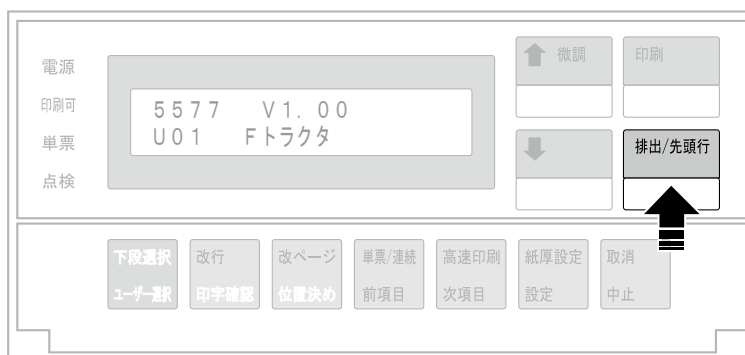 電源
印刷可
単票
点検
5577 V1.00
U01 Fトラクタ
微調
印刷
排出/先頭行
下段選択
改行
改ページ
単票/連続
高速印刷
紙厚設定
取消
ユーザー選択
印字確認
位置決め
前項目
次項目
設定
中止